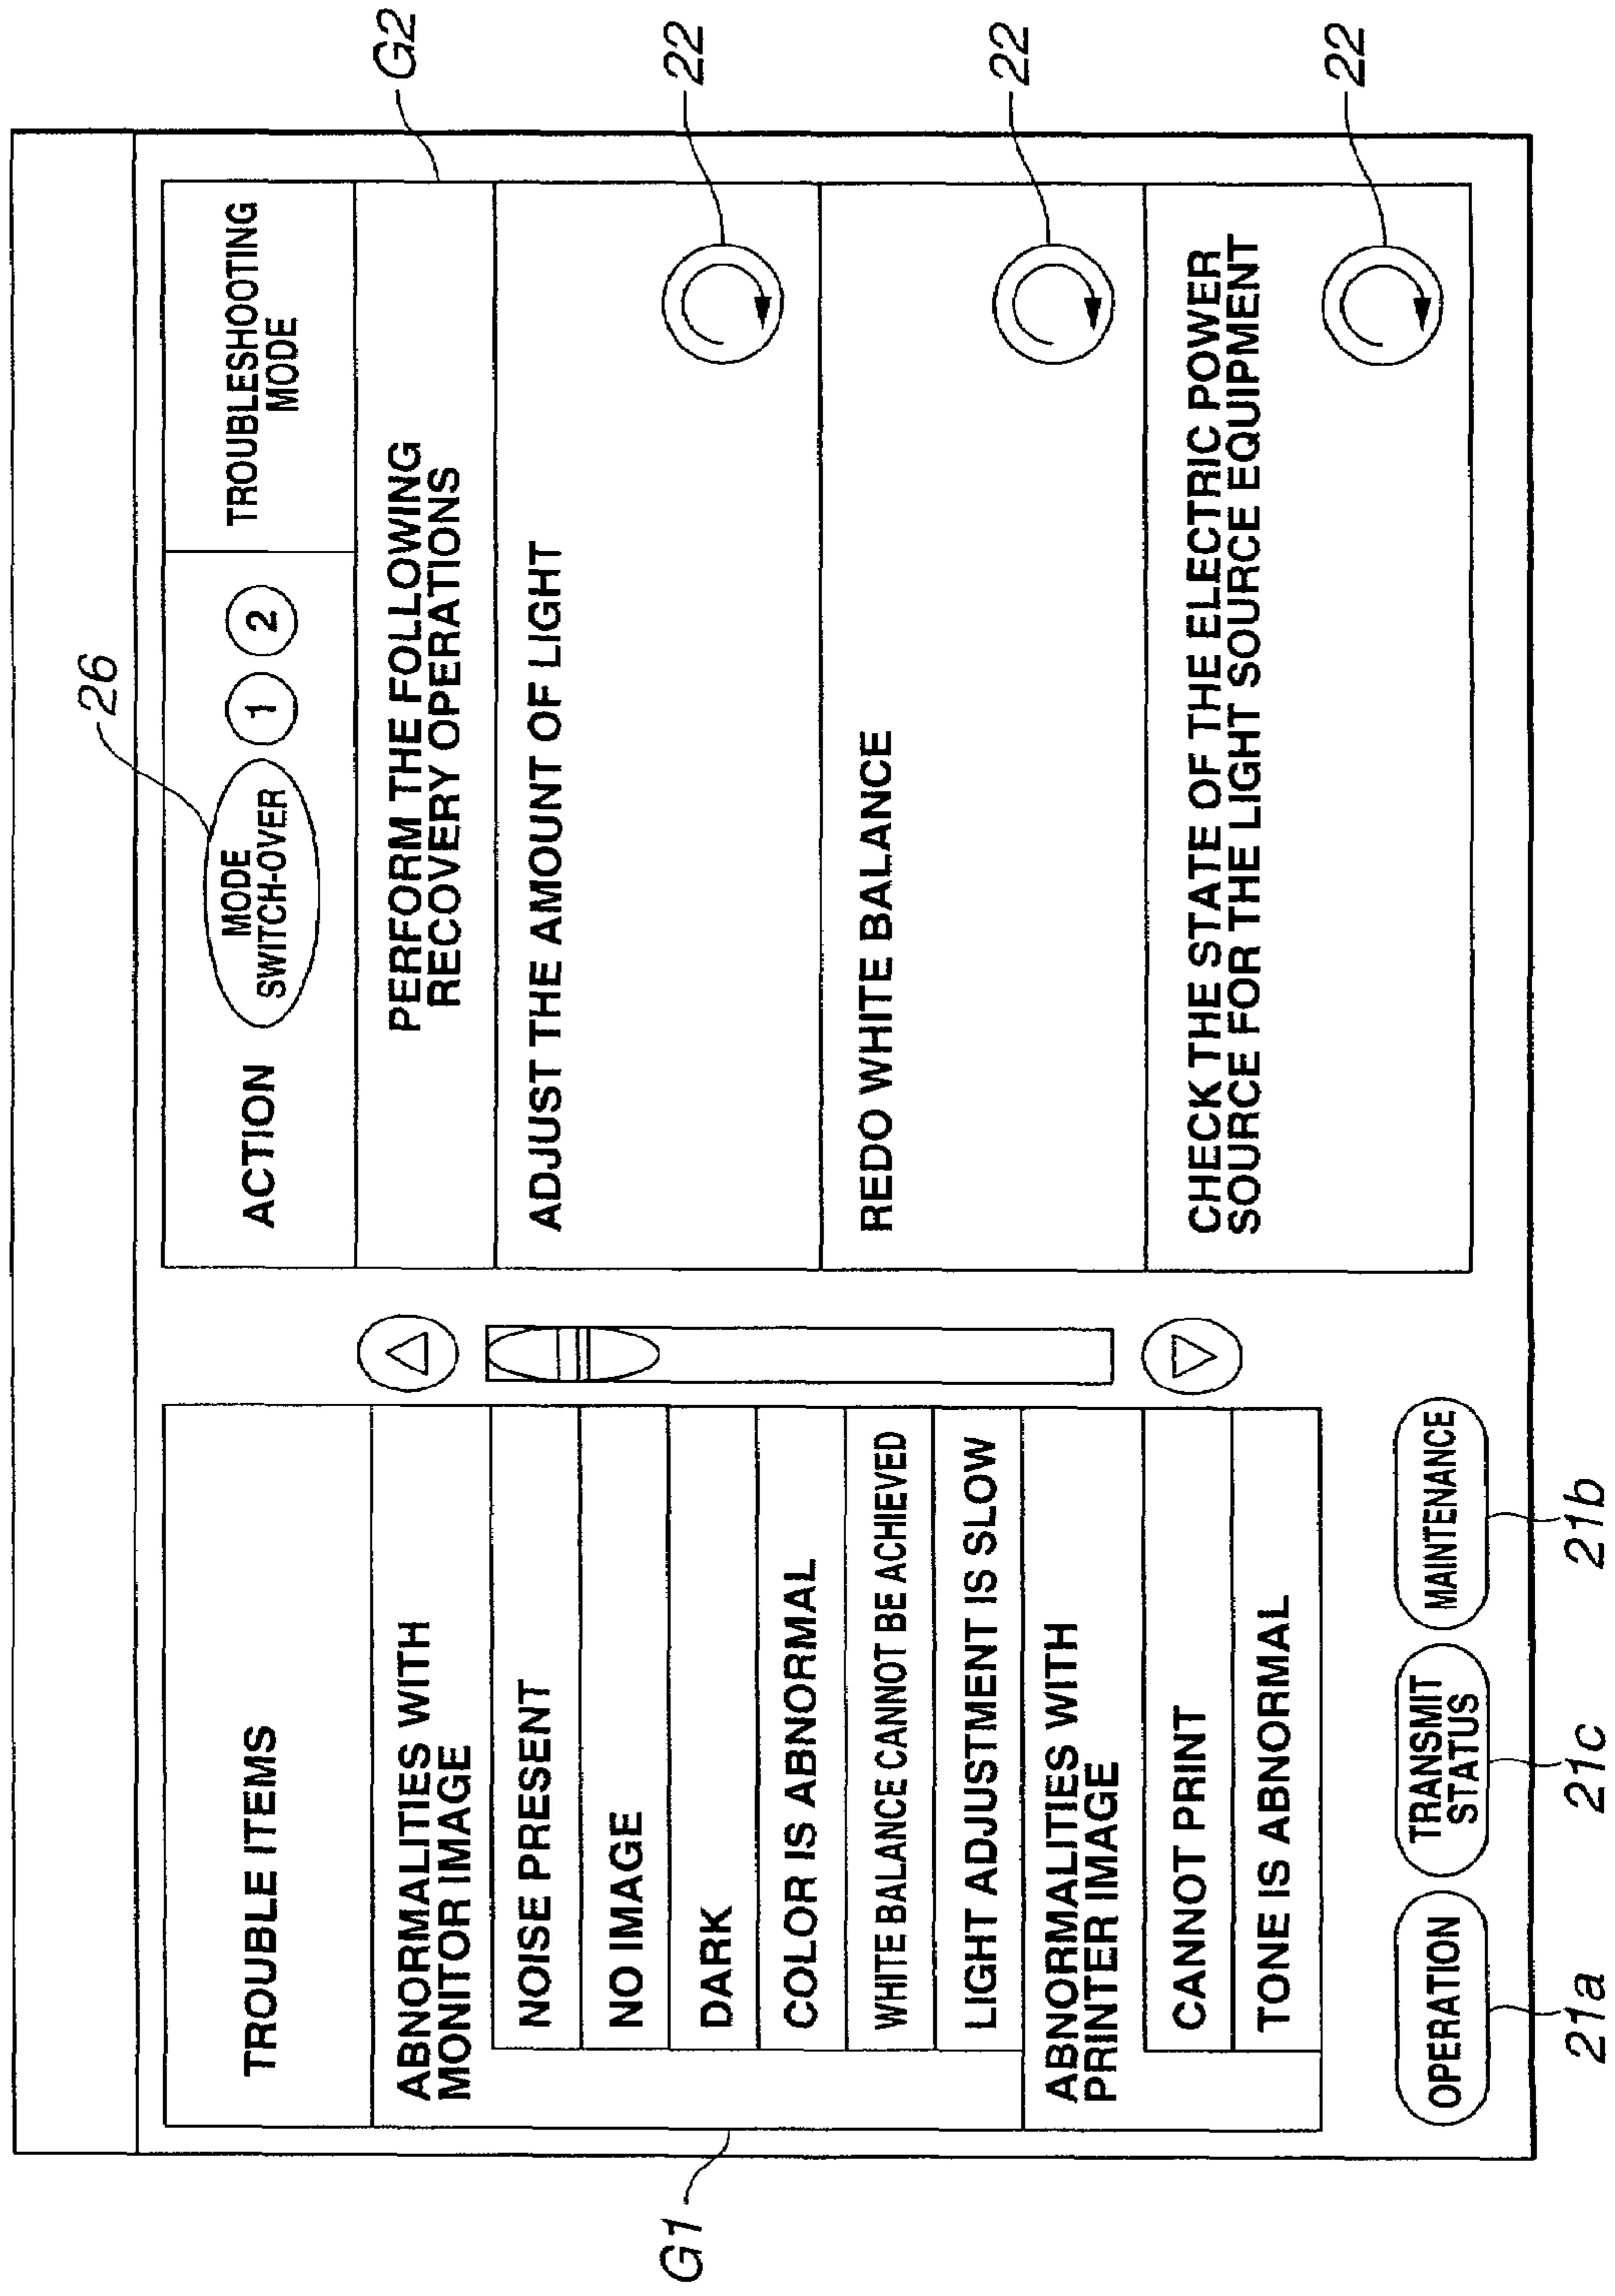 26
G2
TROUBLE ITEMS
ABNORMALITIES WITH
MONITOR IMAGE
NOISE PRESENT
NO IMAGE
DARK
COLOR IS ABNORMAL
WHITE BALANCE CANNOT BE ACHIEVED
LIGHT ADJUSTMENT IS SLOW
ABNORMALITIES WITH
PRINTER IMAGE
CANNOT PRINT
TONE IS ABNORMAL
G1
ACTION
MODE
SWITCH-OVER
1
2
TROUBLESHOOTING
MODE
PERFORM THE FOLLOWING
RECOVERY OPERATIONS
ADJUST THE AMOUNT OF LIGHT
22
REDO WHITE BALANCE
22
CHECK THE STATE OF THE ELECTRIC POWER
SOURCE FOR THE LIGHT SOURCE EQUIPMENT
22
OPERATION
TRANSMIT
STATUS
MAINTENANCE
21a
21c
21b